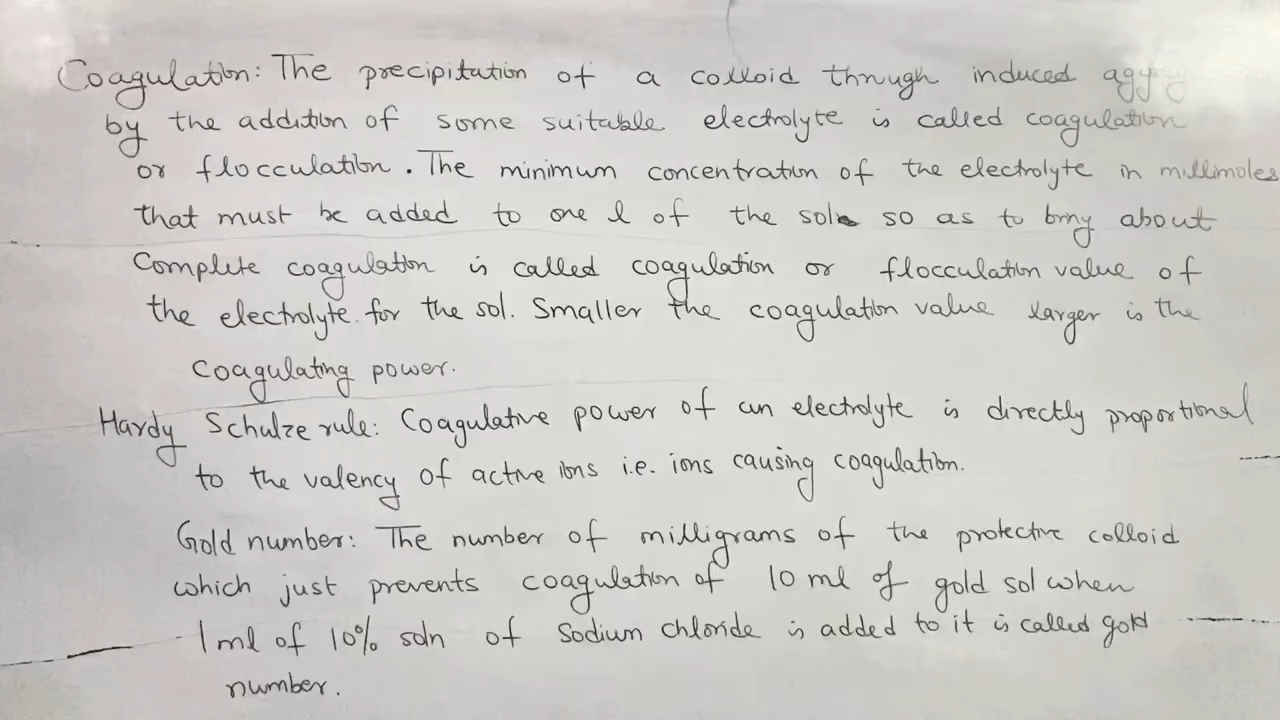 Coagulation: The precipitation of a colloid through induced
by the addition of some suitable electrolyte is called coagulation
or flocculation. The minimum concentration of the electrolyte in millimoles
that must be added to one l of the sol so as to bring about
Complete coagulation is called coagulation or flocculation value of
the electrolyte for the sol. Smaller the coagulation value larger is the
coagulating power.
Hardy Schulze rule: Coagulative power of an electrolyte is directly proportional
to the valency of active ions i.e. ions causing coagulation.
Gold number: The number of milligrams of the protective colloid
which just prevents coagulation of 10 ml of gold sol when
1 ml of 10% soln of Sodium chloride is added to it is called gold
number.